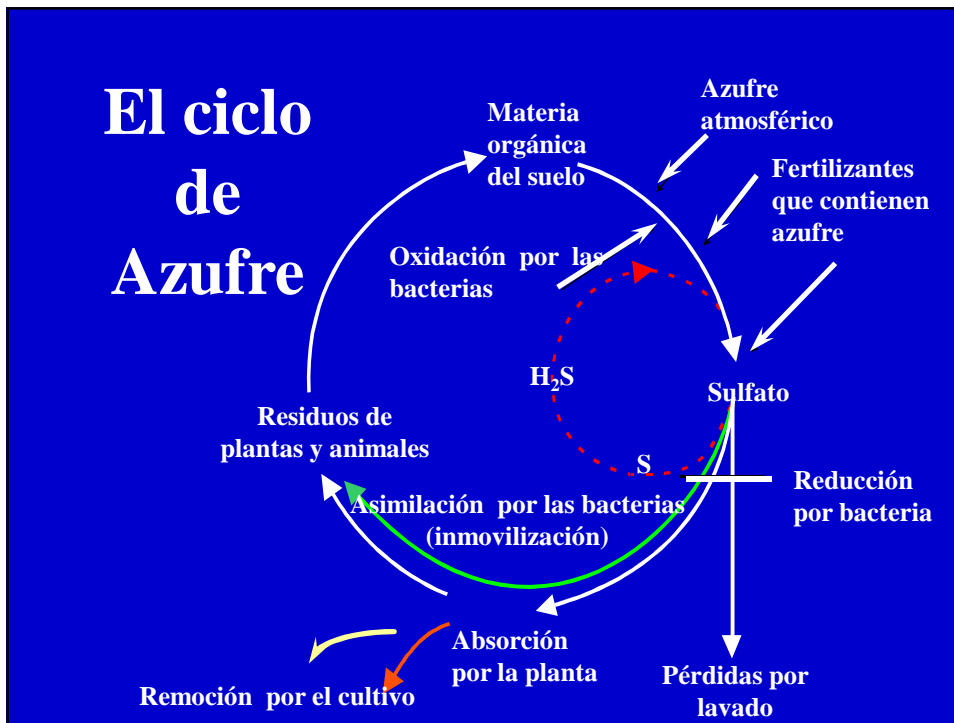 El ciclo
de
Azufre
Materia
orgánica
del suelo
Azufre
atmosférico
Fertilizantes
que contienen
azufre
Oxidación por las
bacterias
H₂S
Sulfato
Residuos de
plantas y animales
S
Reducción
por bacteria
Asimilación por las bacterias
(inmovilización)
Absorción
por la planta
Remoción por el cultivo
Pérdidas por
lavado